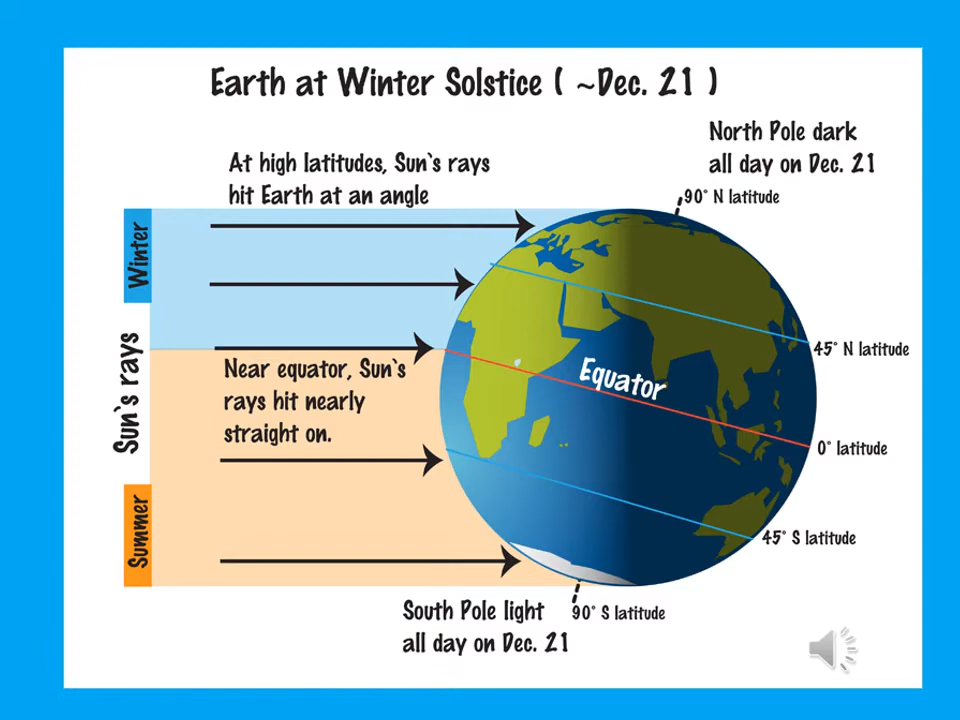 Earth at Winter Solstice ( ~Dec. 21 )
North Pole dark
all day on Dec. 21
At high latitudes, Sun`s rays
hit Earth at an angle
90° N latitude
Winter
Sun`s rays
45° N latitude
Near equator, Sun`s
rays hit nearly
straight on.
Equator
0° latitude
Summer
45° S latitude
South Pole light
all day on Dec. 21
90° S latitude